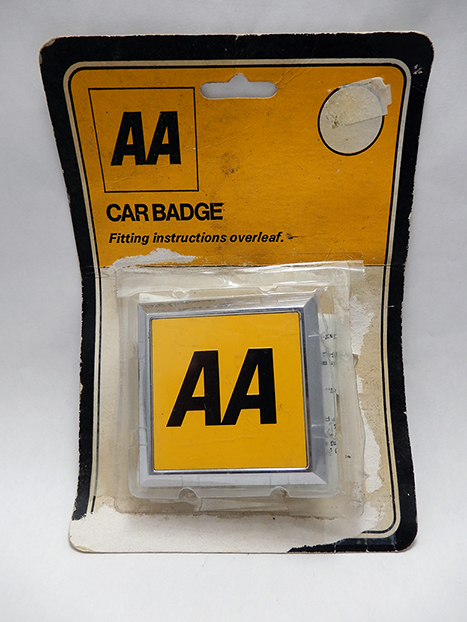 AA
CAR BADGE
Fitting instructions overleaf.
AA